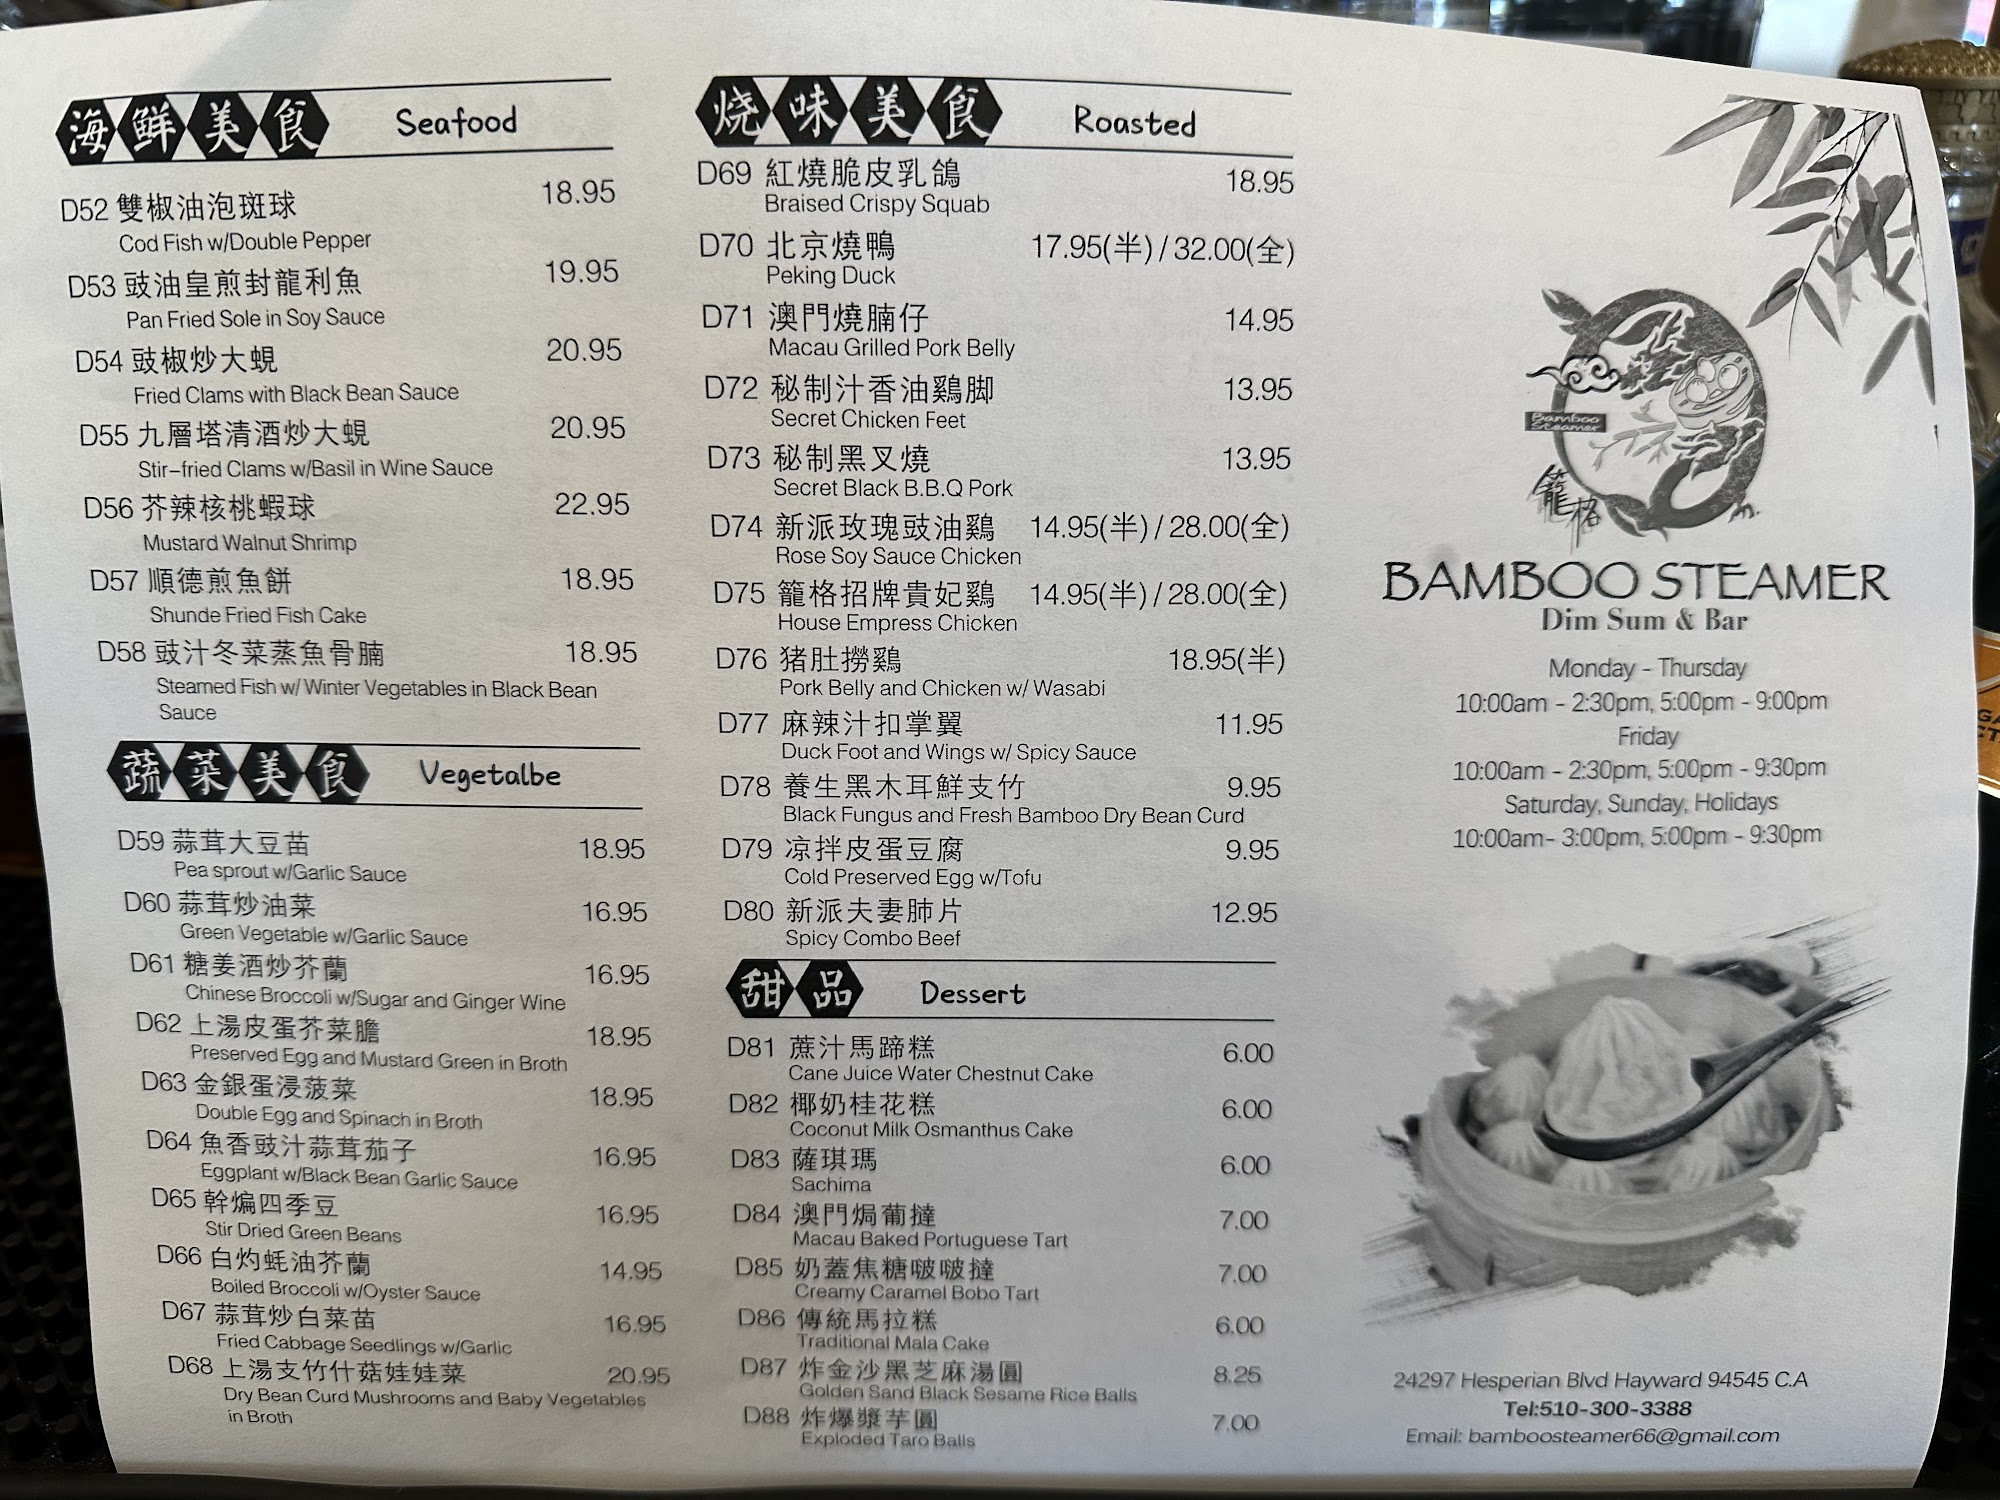 海鮮美食 Seafood
D52 雙椒油泡斑球 18.95
Cod Fish w/Double Pepper
D53 豉油皇煎封龍利魚 19.95
Pan Fried Sole in Soy Sauce
D54 豉椒炒大蜆 20.95
Fried Clams with Black Bean Sauce
D55 九層塔清酒炒大蜆 20.95
Stir-fried Clams w/Basil in Wine Sauce
D56 芥辣核桃蝦球 22.95
Mustard Walnut Shrimp
D57 順德煎魚餅 18.95
Shunde Fried Fish Cake
D58 豉汁冬菜蒸魚骨腩 18.95
Steamed Fish w/ Winter Vegetables in Black Bean
Sauce
蔬菜美食 Vegetalbe
D59 蒜茸大豆苗 18.95
Pea sprout w/Garlic Sauce
D60 蒜茸炒油菜 16.95
Green Vegetable w/Garlic Sauce
D61 糖姜酒炒芥蘭 16.95
Chinese Broccoli w/Sugar and Ginger Wine
D62 上湯皮蛋芥菜膽 18.95
Preserved Egg and Mustard Green in Broth
D63 金銀蛋浸菠菜 18.95
Double Egg and Spinach in Broth
D64 魚香豉汁蒜茸茄子 16.95
Eggplant w/Black Bean Garlic Sauce
D65 幹煸四季豆 16.95
Stir Dried Green Beans
D66 白灼蚝油芥蘭 14.95
Boiled Broccoli w/Oyster Sauce
D67 蒜茸炒白菜苗 16.95
Fried Cabbage Seedlings w/Garlic
D68 上湯支竹什菇娃娃菜 20.95
Dry Bean Curd Mushrooms and Baby Vegetables
in Broth
烧味美食 Roasted
D69 紅燒脆皮乳鴿 18.95
Braised Crispy Squab
D70 北京燒鴨 17.95(半) / 32.00(全)
Peking Duck
D71 澳門燒腩仔 14.95
Macau Grilled Pork Belly
D72 秘制汁香油鷄脚 13.95
Secret Chicken Feet
D73 秘制黑叉燒 13.95
Secret Black B.B.Q Pork
D74 新派玫瑰豉油鷄 14.95(半) / 28.00(全)
Rose Soy Sauce Chicken
D75 籠格招牌貴妃鷄 14.95(半) / 28.00(全)
House Empress Chicken
D76 猪肚撈鷄 18.95(半)
Pork Belly and Chicken w/ Wasabi
D77 麻辣汁扣掌翼 11.95
Duck Foot and Wings w/ Spicy Sauce
D78 養生黑木耳鮮支竹 9.95
Black Fungus and Fresh Bamboo Dry Bean Curd
D79 凉拌皮蛋豆腐 9.95
Cold Preserved Egg w/Tofu
D80 新派夫妻肺片 12.95
Spicy Combo Beef
甜品 Dessert
D81 蔗汁馬蹄糕 6.00
Cane Juice Water Chestnut Cake
D82 椰奶桂花糕 6.00
Coconut Milk Osmanthus Cake
D83 薩琪瑪 6.00
Sachima
D84 澳門焗葡撻 7.00
Macau Baked Portuguese Tart
D85 奶蓋焦糖啵啵撻 7.00
Creamy Caramel Bobo Tart
D86 傳統馬拉糕 6.00
Traditional Mala Cake
D87 炸金沙黑芝麻湯圓 8.25
Golden Sand Black Sesame Rice Balls
D88 炸爆漿芋圓 7.00
Exploded Taro Balls
Bamboo
Steamer
籠格
BAMBOO STEAMER
Dim Sum & Bar
Monday - Thursday
10:00am - 2:30pm, 5:00pm - 9:00pm
Friday
10:00am - 2:30pm, 5:00pm - 9:30pm
Saturday, Sunday, Holidays
10:00am- 3:00pm, 5:00pm - 9:30pm
24297 Hesperian Blvd Hayward 94545 C.A
Tel:510-300-3388
Email: bamboosteamer66@gmail.com